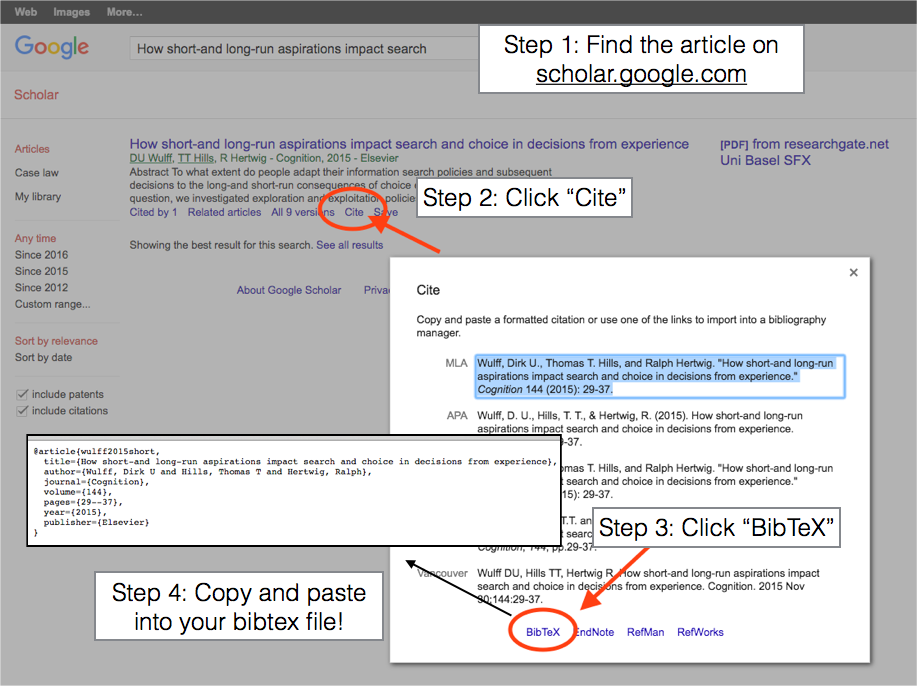 Web Images More...
Google
How short-and long-run aspirations impact search
Step 1: Find the article on
scholar.google.com
Scholar
Articles
Case law
My library
Any time
Since 2016
Since 2015
Since 2012
Custom range...
Sort by relevance
Sort by date
include patents
include citations
How short-and long-run aspirations impact search and choice in decisions from experience
DU Wulff, TT Hills, R Hertwig - Cognition, 2015 - Elsevier
Abstract To what extent do people adapt their information search policies and subsequent
decisions to the long-and short-run consequences of choice
question, we investigated exploration and exploitation policies
Cited by 1 Related articles All 9 versions Cite Save
[PDF] from researchgate.net
Uni Basel SFX
Step 2: Click “Cite”
Showing the best result for this search. See all results
About Google Scholar
Cite
×
Copy and paste a formatted citation or use one of the links to import into a bibliography
manager.
MLA Wulff, Dirk U., Thomas T. Hills, and Ralph Hertwig. "How short-and long-run
aspirations impact search and choice in decisions from experience."
Cognition 144 (2015): 29-37.
APA Wulff, D. U., Hills, T. T., & Hertwig, R. (2015). How short-and long-run
aspirations impact search and choice in decisions from experience.
-37.
omas T. Hills, and Ralph Hertwig. "How short-and long-run
search and choice in decisions from experience."
15): 29-37.
T.T. an
search and choice in decisions from
Cognition, 144, pp.29-37.
Vancouver Wulff DU, Hills TT, Hertwig R. How short-and long-run aspirations impact
search and choice in decisions from experience. Cognition. 2015 Nov
30;144:29-37.
BibTeX EndNote RefMan RefWorks
@article{wulff2015short,
title={How short-and long-run aspirations impact search and choice in decisions from experience},
author={Wulff, Dirk U and Hills, Thomas T and Hertwig, Ralph},
journal={Cognition},
volume={144},
pages={29--37},
year={2015},
publisher={Elsevier}
}
Step 3: Click “BibTeX”
Step 4: Copy and paste
into your bibtex file!